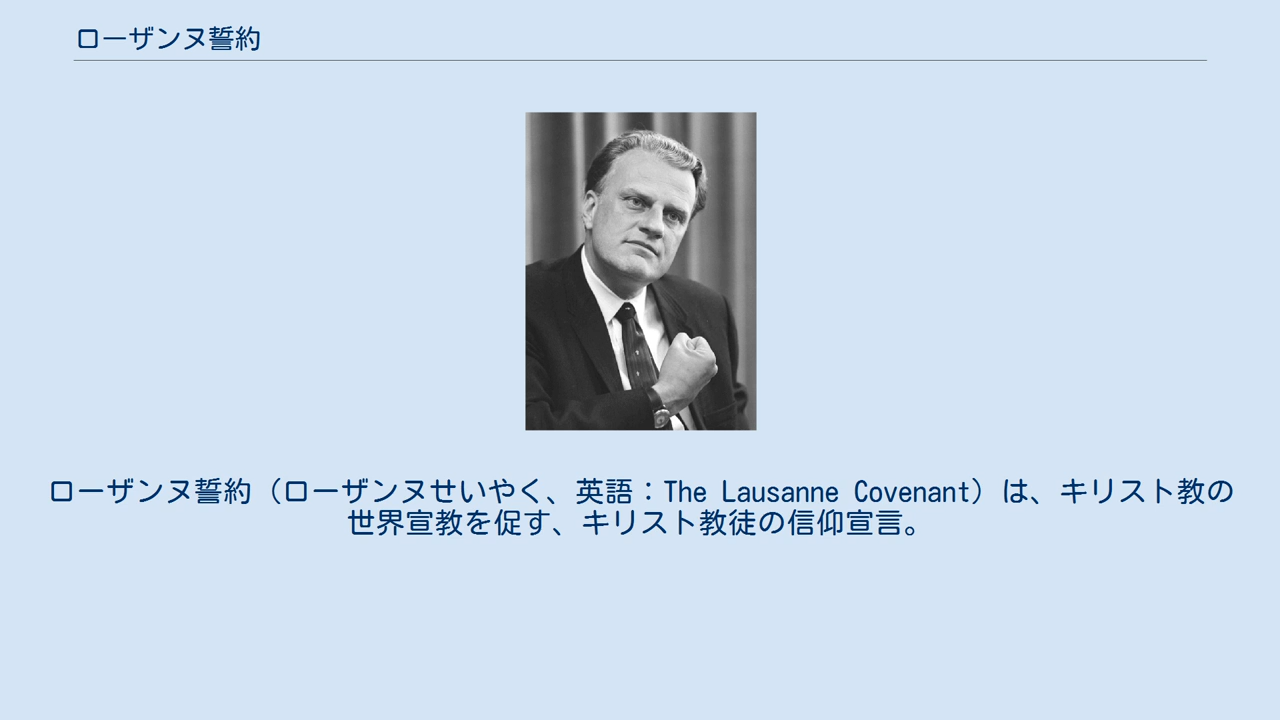 ローザンヌ誓約
ローザンヌ誓約（ローザンヌせいやく、英語：The Lausanne Covenant）は、キリスト教の
世界宣教を促す、キリスト教徒の信仰宣言。